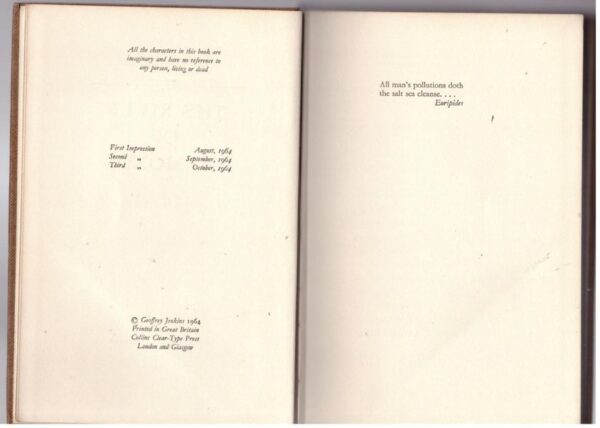 All the characters in this book are
imaginary and have no reference to
any person, living or dead
First Impression August, 1964
Second „ September, 1964
Third „ October, 1964
© Geoffrey Jenkins 1964
Printed in Great Britain
Collins Clear-Type Press
London and Glasgow
All man's pollutions doth
the salt sea cleanse. . . .
Euripides